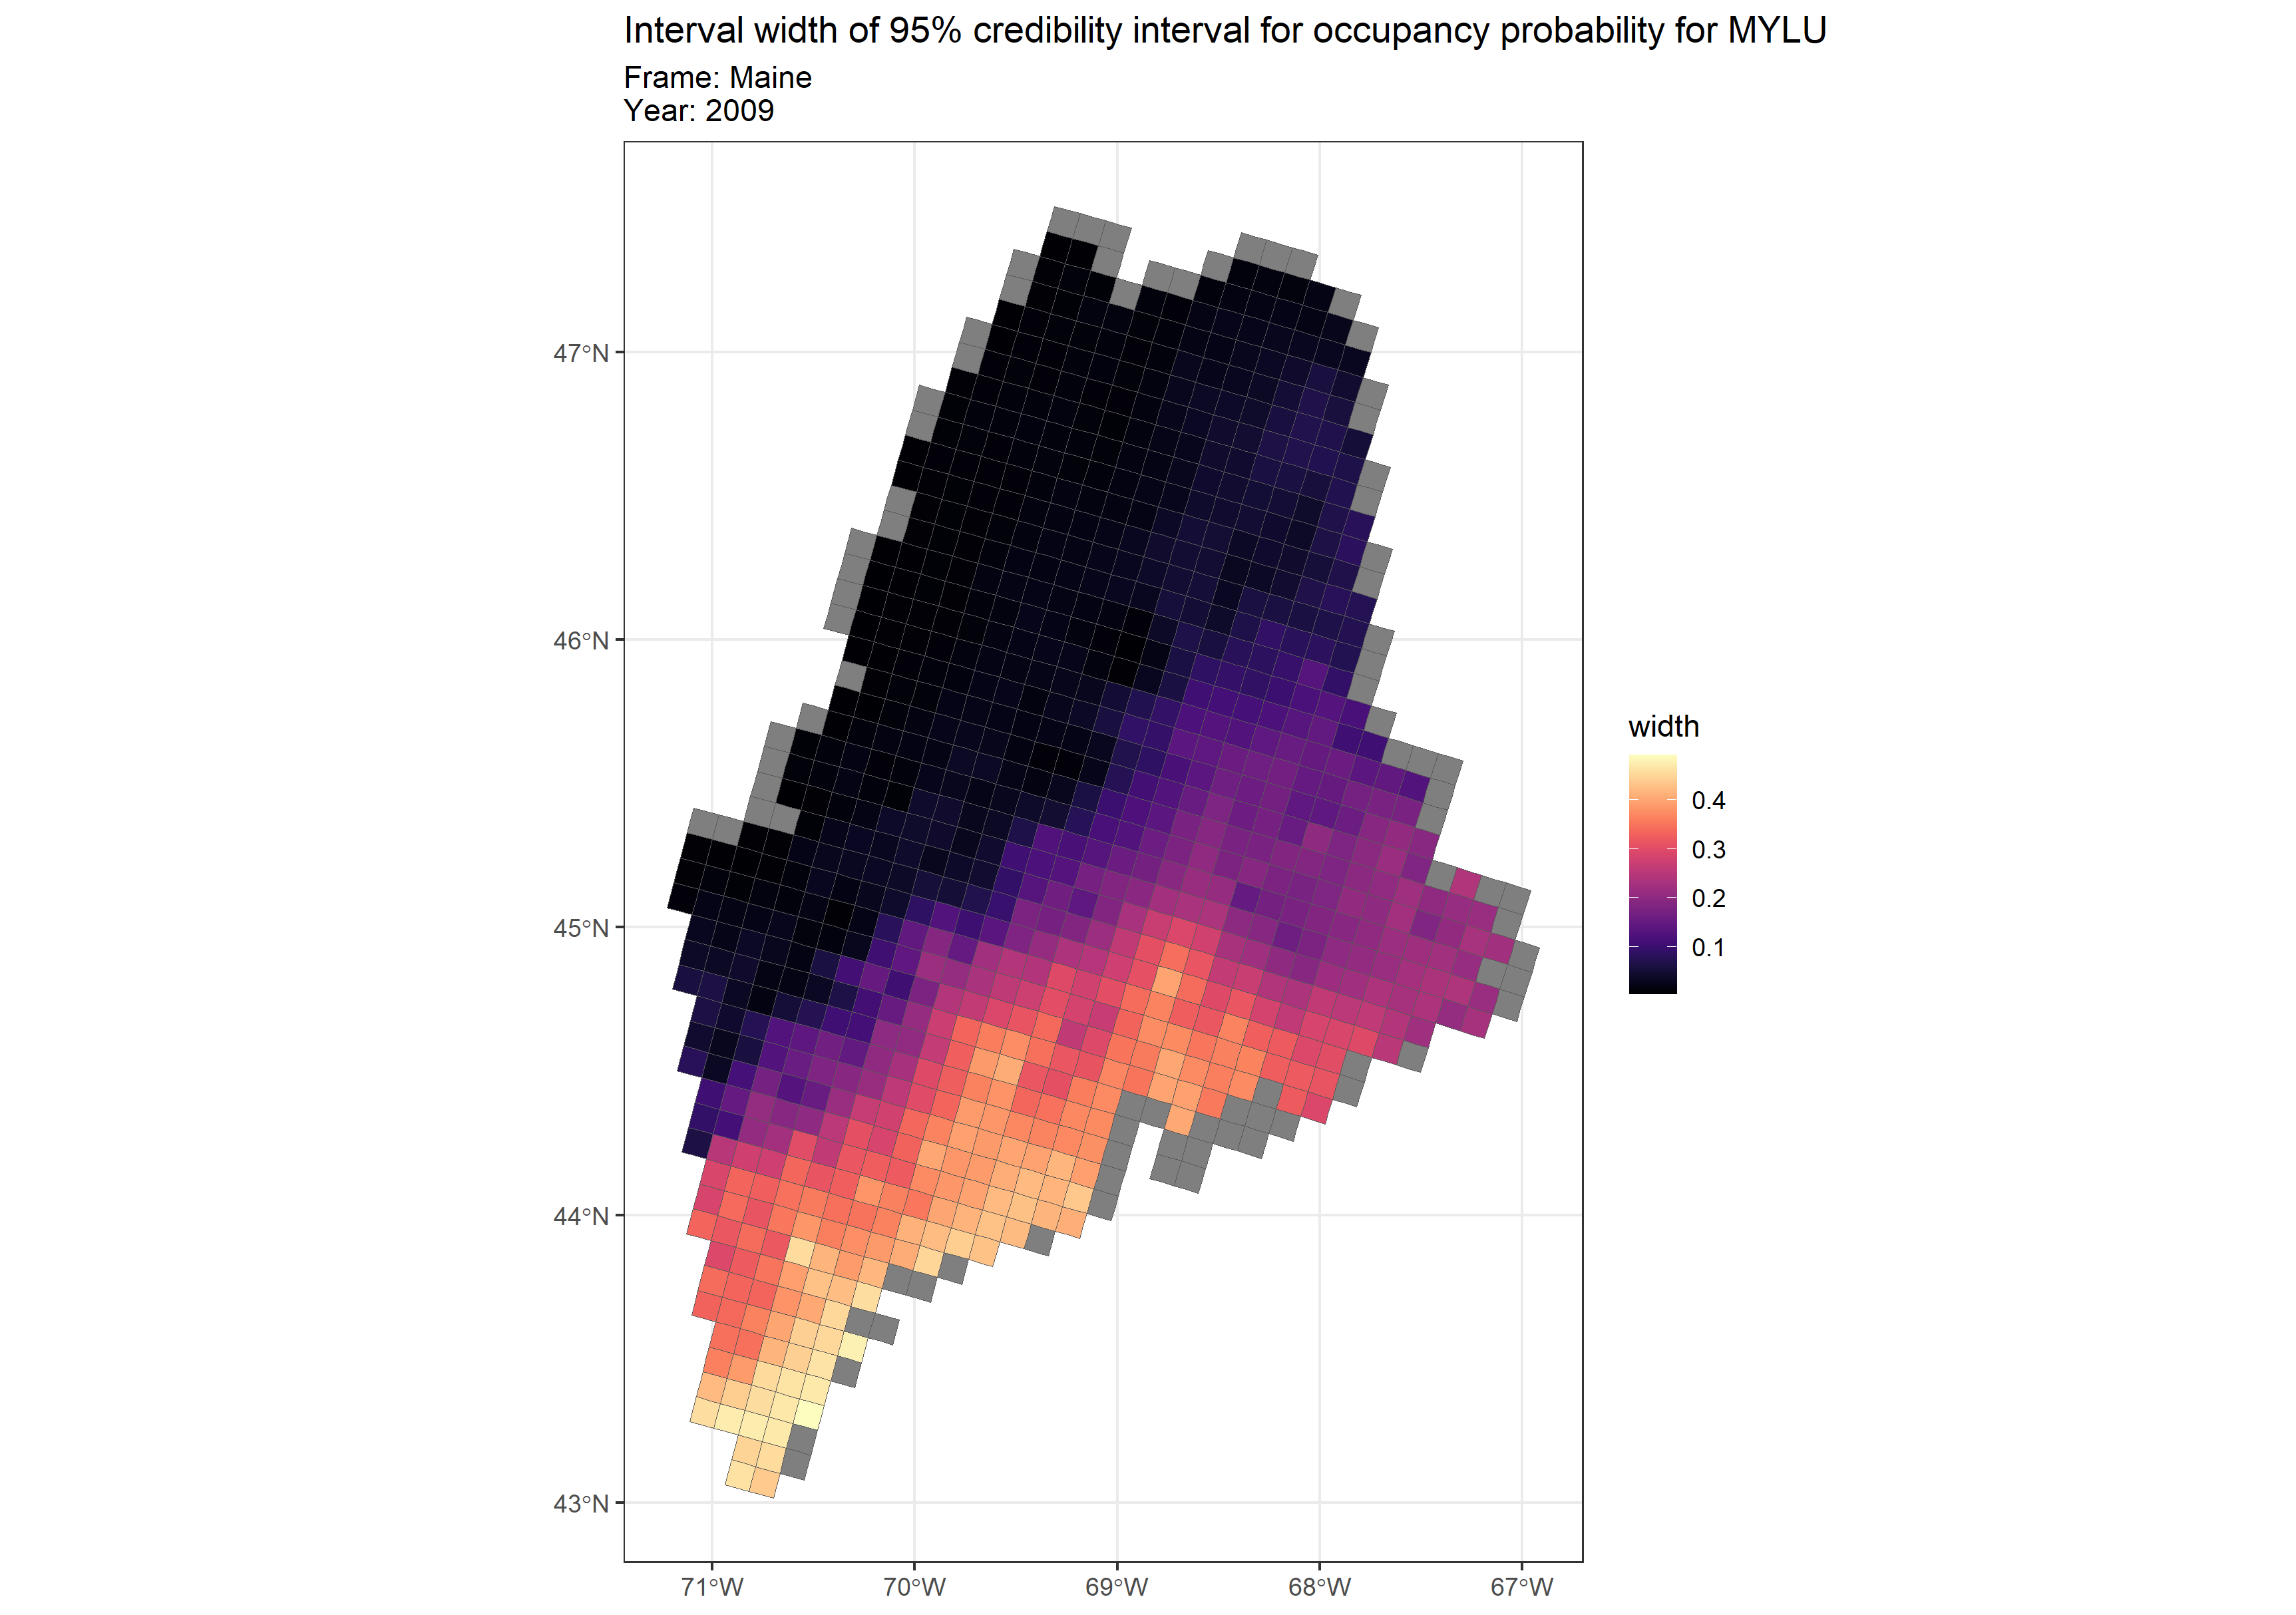 Interval width of 95% credibility interval for occupancy probability for MYLU
Frame: Maine
Year: 2009
47°N
46°N
45°N
44°N
43°N
71°W
70°W
69°W
68°W
67°W
width
0.4
0.3
0.2
0.1